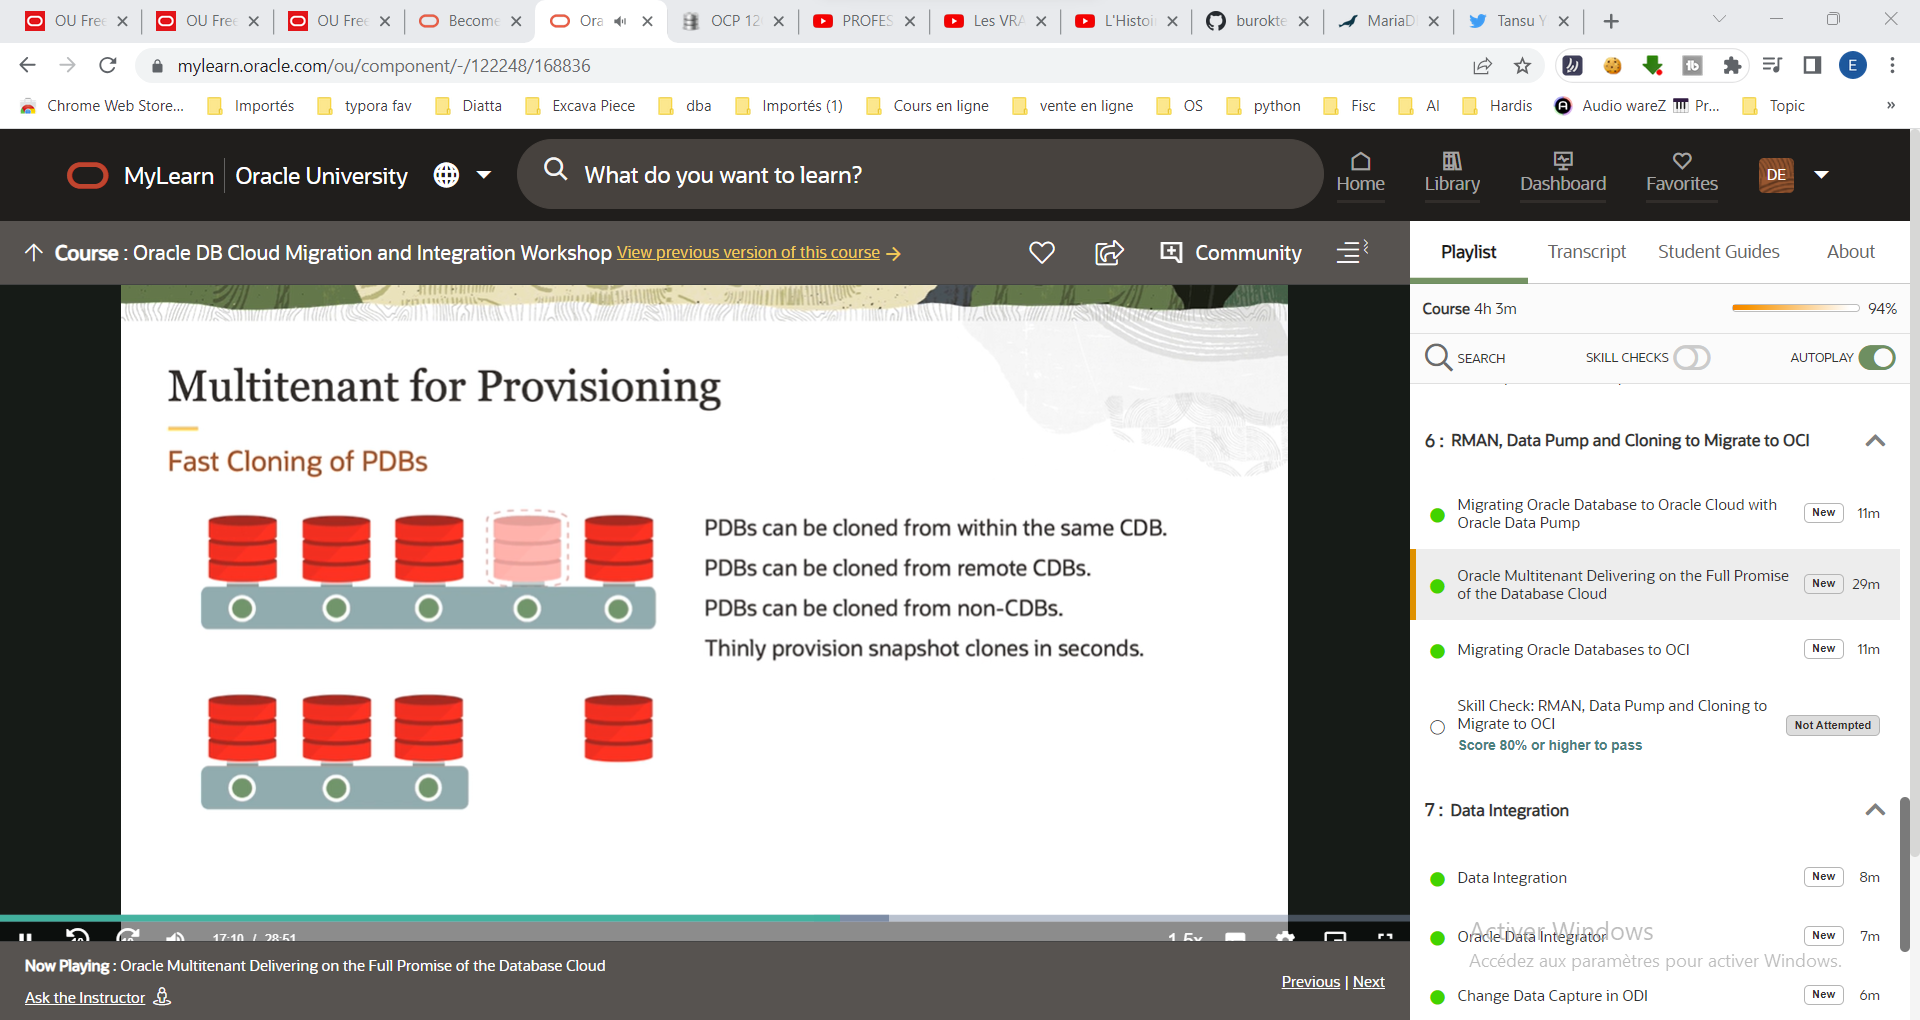 OU Fre
OU Fre
OU Fre
Become
Ora
OCP 12
PROFES
Les VRA
L'Histoi
burokte
MariaD
Tansu Y
mylearn.oracle.com/ou/component/-/122248/168836
E
Chrome Web Store...
Importés
typora fav
Diatta
Excava Piece
dba
Importés (1)
Cours en ligne
vente en ligne
OS
python
Fisc
AI
Hardis
Audio wareZ
Pr...
Topic
»
MyLearn
Oracle University
What do you want to learn?
Home
Library
Dashboard
Favorites
DE
Course : Oracle DB Cloud Migration and Integration Workshop View previous version of this course →
Community
Multitenant for Provisioning
Fast Cloning of PDBs
PDBs can be cloned from within the same CDB.
PDBs can be cloned from remote CDBs.
PDBs can be cloned from non-CDBs.
Thinly provision snapshot clones in seconds.
17:10 / 28:51
1.5x
Now Playing : Oracle Multitenant Delivering on the Full Promise of the Database Cloud
Ask the Instructor
Previous | Next
Playlist
Transcript
Student Guides
About
Course 4h 3m
94%
SEARCH
SKILL CHECKS
AUTOPLAY
6 : RMAN, Data Pump and Cloning to Migrate to OCI
Migrating Oracle Database to Oracle Cloud with
Oracle Data Pump
New
11m
Oracle Multitenant Delivering on the Full Promise
of the Database Cloud
New
29m
Migrating Oracle Databases to OCI
New
11m
Skill Check: RMAN, Data Pump and Cloning to
Migrate to OCI
Score 80% or higher to pass
Not Attempted
7 : Data Integration
Data Integration
New
8m
Oracle Data Integrator
New
7m
Activer Windows
Accédez aux paramètres pour activer Windows.
Change Data Capture in ODI
New
6m